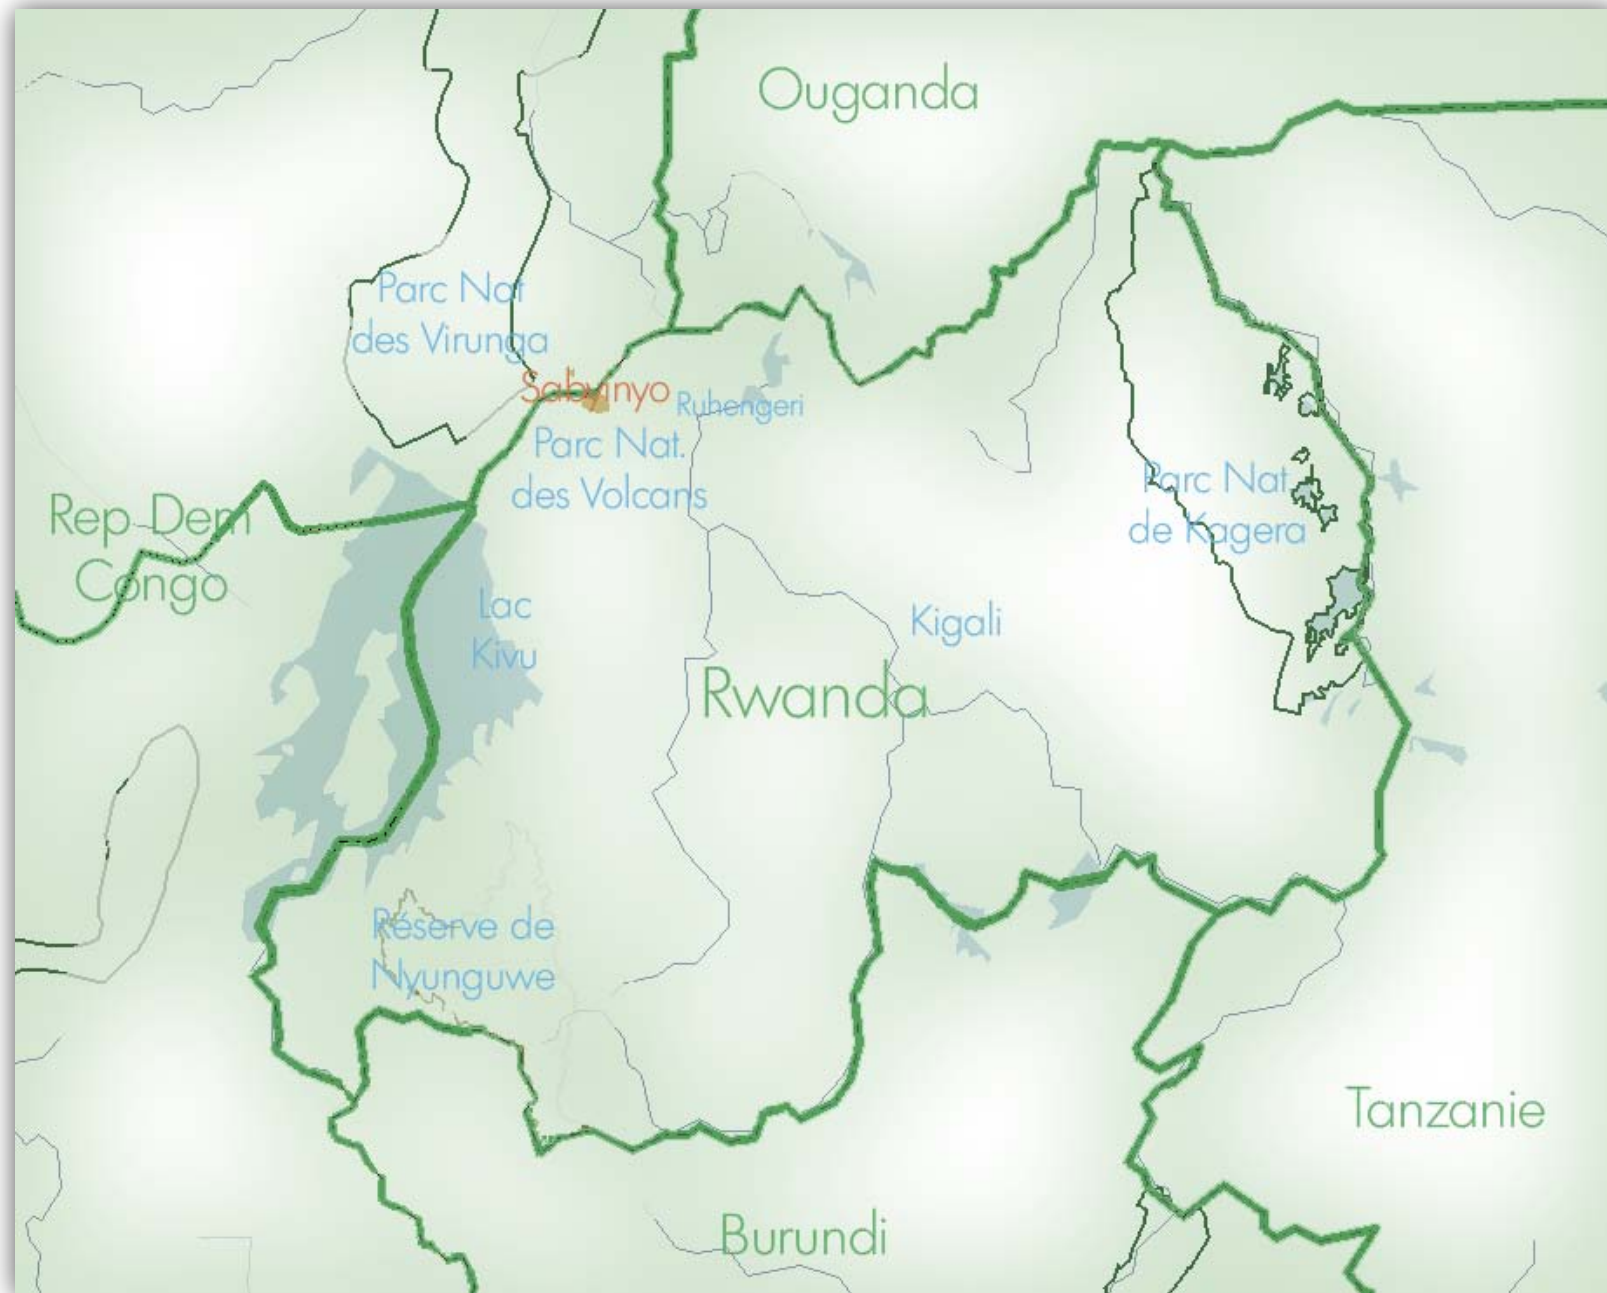 Ouganda
Parc Nat
des Virunga
Sabyinyo
Ruhengeri
Parc Nat.
des Volcans
Parc Nat.
de Kagera
Rep Dem
Congo
Lac
Kivu
Kigali
Rwanda
Réserve de
Nyunguwe
Tanzanie
Burundi